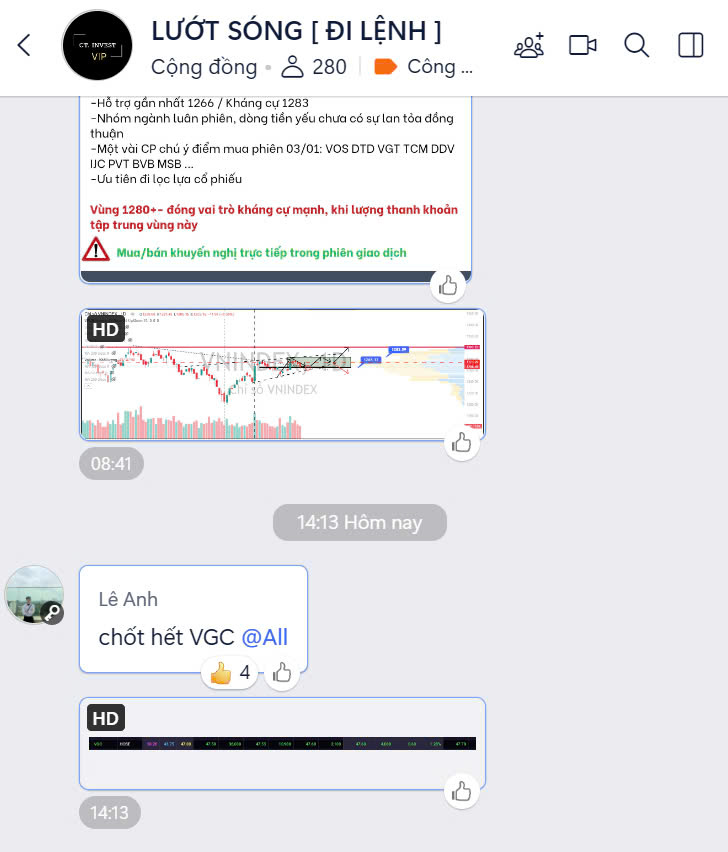 CT. INVEST
VIP
LƯỚT SÓNG [ ĐI LỆNH ]
Cộng đồng • 280 Công ...
-Hỗ trợ gần nhất 1266 / Kháng cự 1283
-Nhóm ngành luân phiên, dòng tiền yếu chưa có sự lan tỏa đồng
thuận
-Một vài CP chú ý điểm mua phiên 03/01: VOS DTD VGT TCM DDV
IJC PVT BVB MSB ...
-Ưu tiên đi lọc lựa cổ phiếu
Vùng 1280+- đóng vai trò kháng cự mạnh, khi lượng thanh khoản
tập trung vùng này
Mua/bán khuyến nghị trực tiếp trong phiên giao dịch
HD
VNINDEX, 1D
Chỉ số VNINDEX
08:41
14:13 Hôm nay
Lê Anh
chốt hết VGC @All
4
HD
14:13